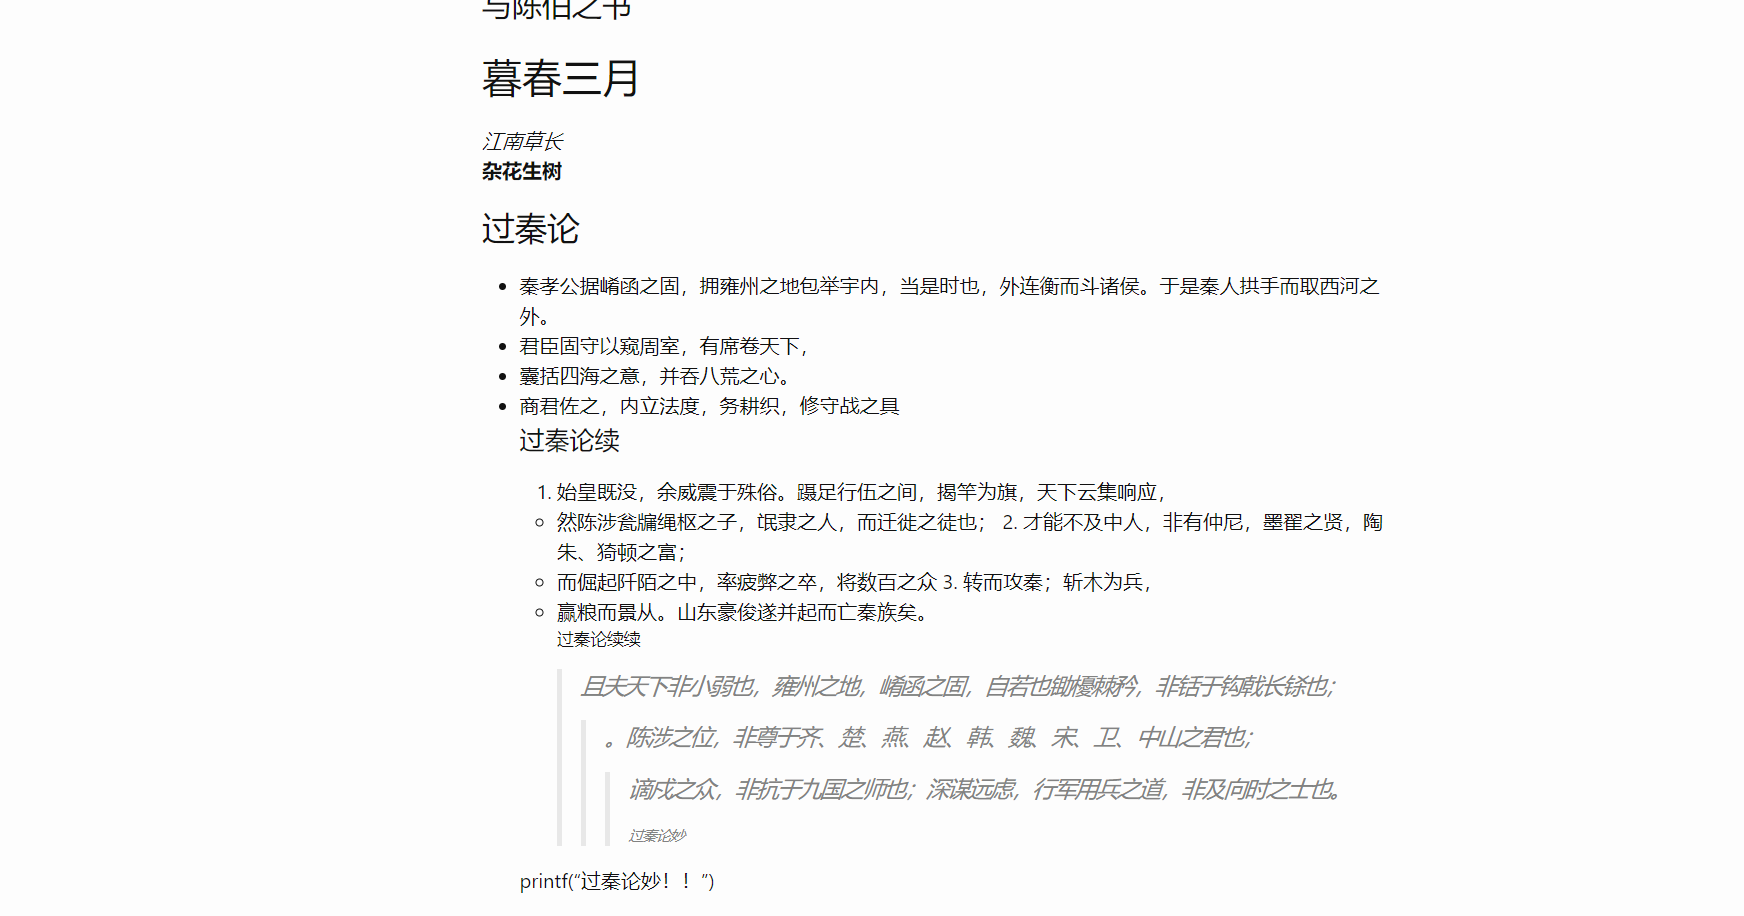 与陈伯之书
暮春三月
江南草长
杂花生树
过秦论
秦孝公据崤函之固，拥雍州之地包举宇内，当是时也，外连衡而斗诸侯。于是秦人拱手而取西河之
外。
君臣固守以窥周室，有席卷天下，
囊括四海之意，并吞八荒之心。
商君佐之，内立法度，务耕织，修守战之具
过秦论续
1. 始皇既没，余威震于殊俗。蹑足行伍之间，揭竿为旗，天下云集响应，
然陈涉瓮牖绳枢之子，氓隶之人，而迁徙之徒也； 2. 才能不及中人，非有仲尼，墨翟之贤，陶
朱、猗顿之富；
而倔起阡陌之中，率疲弊之卒，将数百之众 3. 转而攻秦；斩木为兵，
赢粮而景从。山东豪俊遂并起而亡秦族矣。
过秦论续续
且夫天下非小弱也，雍州之地，崤函之固，自若也锄櫌棘矜，非铦于钩戟长铩也；
。陈涉之位，非尊于齐、楚、燕、赵、韩、魏、宋、卫、中山之君也；
谪戍之众，非抗于九国之师也；深谋远虑，行军用兵之道，非及向时之士也。
过秦论妙
printf(“过秦论妙！！”)